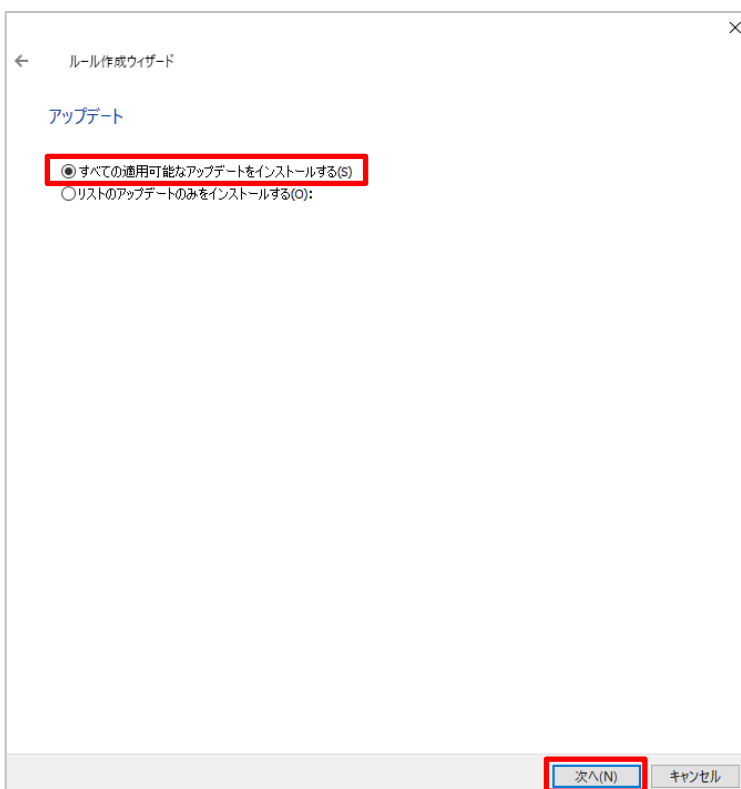 ルール作成ウィザード
アップデート
すべての適用可能なアップデートをインストールする(S)
リストのアップデートのみをインストールする(O):
次へ(N)
キャンセル